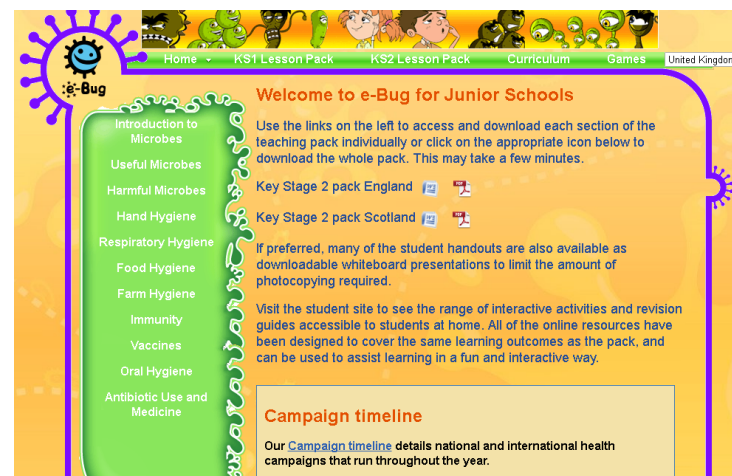 Home
KS1 Lesson Pack
KS2 Lesson Pack
Curriculum
Games
United Kingdom
e-Bug
Introduction to
Microbes
Useful Microbes
Harmful Microbes
Hand Hygiene
Respiratory Hygiene
Food Hygiene
Farm Hygiene
Immunity
Vaccines
Oral Hygiene
Antibiotic Use and
Medicine
Welcome to e-Bug for Junior Schools
Use the links on the left to access and download each section of the
teaching pack individually or click on the appropriate icon below to
download the whole pack. This may take a few minutes.
Key Stage 2 pack England
Key Stage 2 pack Scotland
If preferred, many of the student handouts are also available as
downloadable whiteboard presentations to limit the amount of
photocopying required.
Visit the student site to see the range of interactive activities and revision
guides accessible to students at home. All of the online resources have
been designed to cover the same learning outcomes as the pack, and
can be used to assist learning in a fun and interactive way.
Campaign timeline
Our Campaign timeline details national and international health
campaigns that run throughout the year.